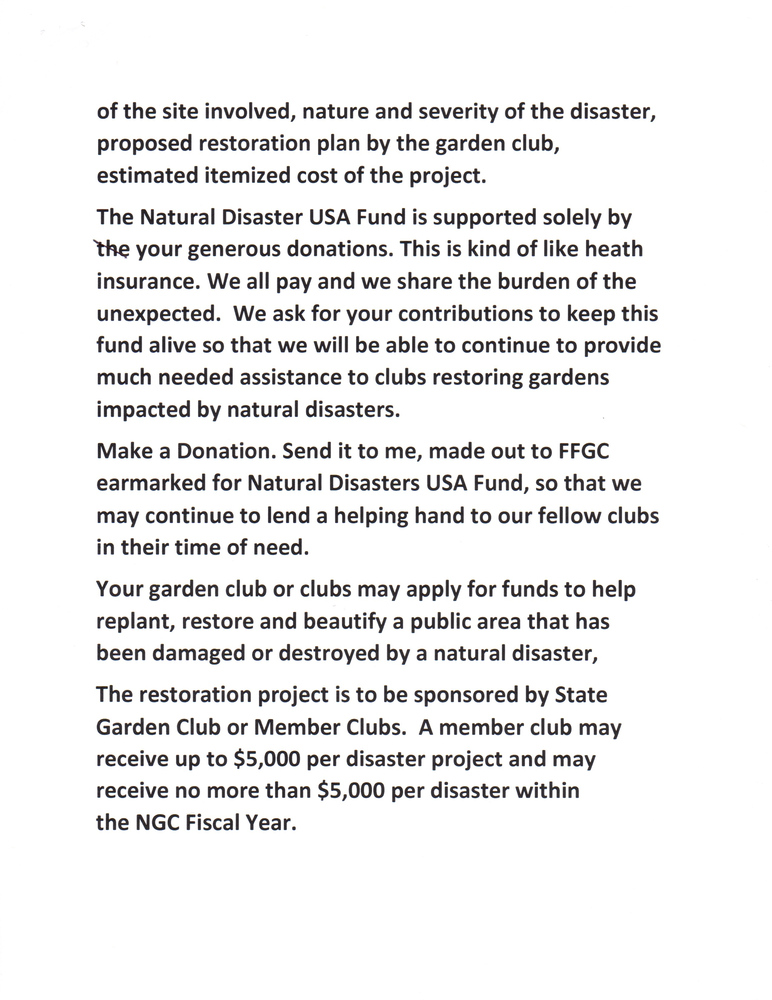 of the site involved, nature and severity of the disaster,
proposed restoration plan by the garden club,
estimated itemized cost of the project.
The Natural Disaster USA Fund is supported solely by
the your generous donations. This is kind of like heath
insurance. We all pay and we share the burden of the
unexpected.  We ask for your contributions to keep this
fund alive so that we will be able to continue to provide
much needed assistance to clubs restoring gardens
impacted by natural disasters.
Make a Donation. Send it to me, made out to FFGC
earmarked for Natural Disasters USA Fund, so that we
may continue to lend a helping hand to our fellow clubs
in their time of need.
Your garden club or clubs may apply for funds to help
replant, restore and beautify a public area that has
been damaged or destroyed by a natural disaster,
The restoration project is to be sponsored by State
Garden Club or Member Clubs.  A member club may
receive up to $5,000 per disaster project and may
receive no more than $5,000 per disaster within
the NGC Fiscal Year.